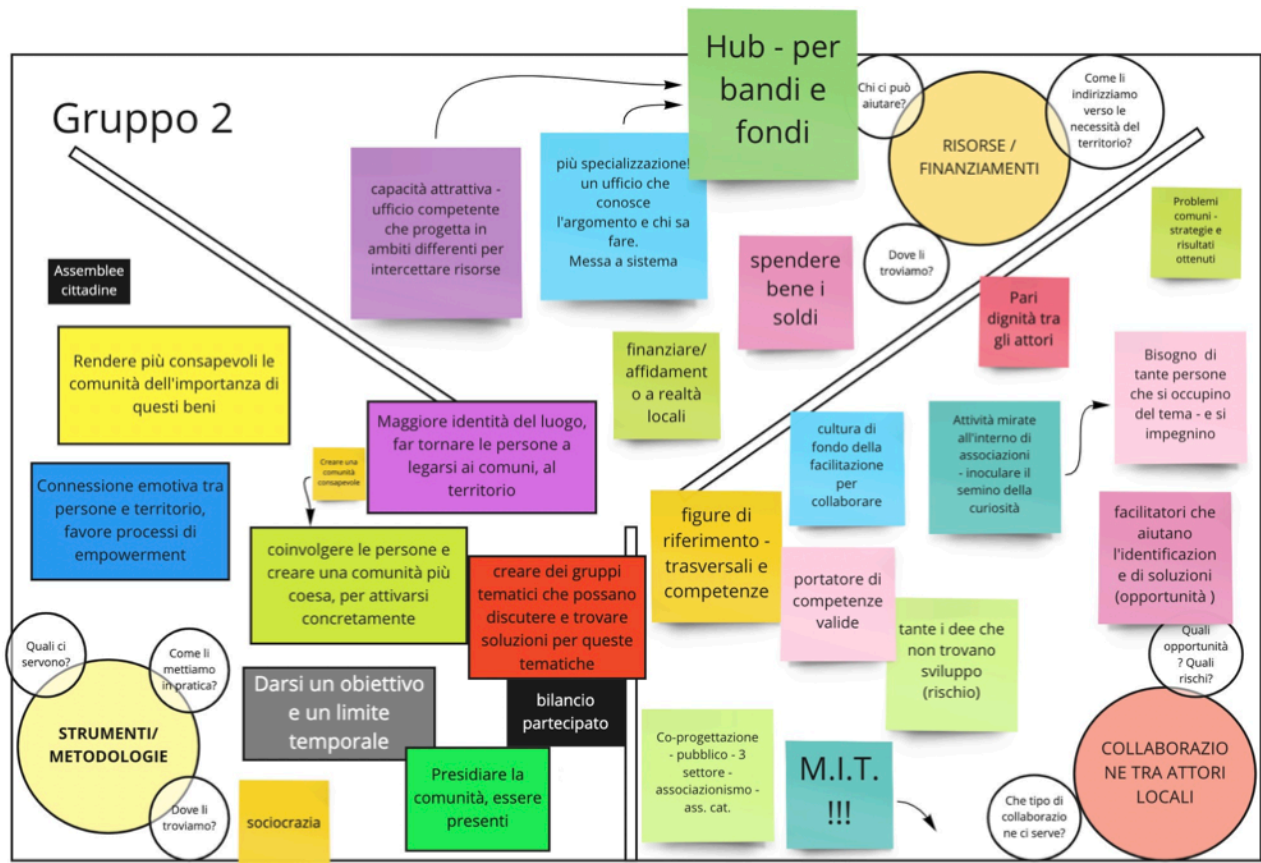 Gruppo 2
Hub - per
bandi e
fondi
Chi ci può
aiutare?
Come li
indirizziamo
verso le
necessità del
territorio?
RISORSE /
FINANZIAMENTI
Dove li
troviamo?
capacità attrattiva -
ufficio competente
che progetta in
ambiti differenti per
intercettare risorse
più specializzazione!
un ufficio che
conosce
l'argomento e chi sa
fare.
Messa a sistema
spendere
bene i
soldi
finanziare/
affidament
o a realtà
locali
Assemblee
cittadine
Rendere più consapevoli le
comunità dell'importanza di
questi beni
Maggiore identità del luogo,
far tornare le persone a
legarsi ai comuni, al
territorio
Creare una
comunità
consapevole
Connessione emotiva tra
persone e territorio,
favore processi di
empowerment
coinvolgere le persone e
creare una comunità più
coesa, per attivarsi
concretamente
creare dei gruppi
tematici che possano
discutere e trovare
soluzioni per queste
tematiche
Quali ci
servono?
Come li
mettiamo
in pratica?
STRUMENTI/
METODOLOGIE
Dove li
troviamo?
Darsi un obiettivo
e un limite
temporale
bilancio
partecipato
Presidiare la
comunità, essere
presenti
sociocrazia
Problemi
comuni -
strategie e
risultati
ottenuti
Pari
dignità tra
gli attori
Bisogno di
tante persone
che si occupino
del tema - e si
impegnino
cultura di
fondo della
facilitazione
per
collaborare
Attività mirate
all'interno di
associazioni
- inoculare il
semino della
curiosità
figure di
riferimento -
trasversali e
competenze
portatore di
competenze
valide
facilitatori che
aiutano
l'identificazion
e di soluzioni
(opportunità )
tante i dee che
non trovano
sviluppo
(rischio)
Quali
opportunità
? Quali
rischi?
Co-progettazione
- pubblico - 3
settore -
associazionismo -
ass. cat.
M.I.T.
!!!
Che tipo di
collaborazio
ne ci serve?
COLLABORAZIO
NE TRA ATTORI
LOCALI